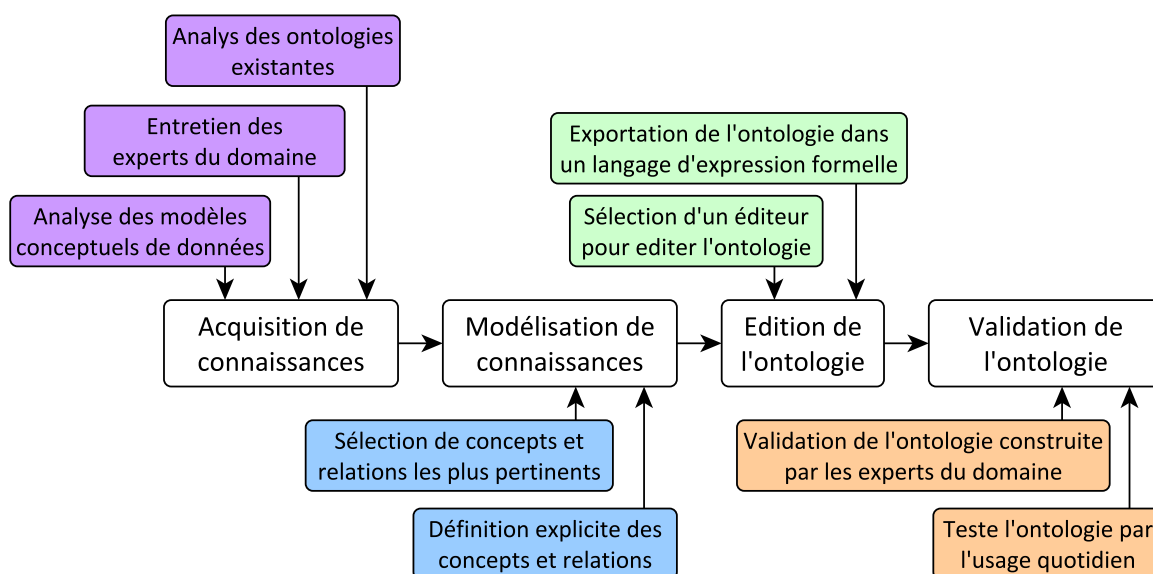 Analys des ontologies
existantes
Entretien des
experts du domaine
Exportation de l'ontologie dans
un langage d'expression formelle
Analyse des modèles
conceptuels de données
Sélection d'un éditeur
pour editer l'ontologie
Acquisition de
connaissances
Modélisation de
connaissances
Edition de
l'ontologie
Validation de
l'ontologie
Sélection de concepts et
relations les plus pertinents
Validation de l'ontologie construite
par les experts du domaine
Définition explicite des
concepts et relations
Teste l'ontologie par
l'usage quotidien